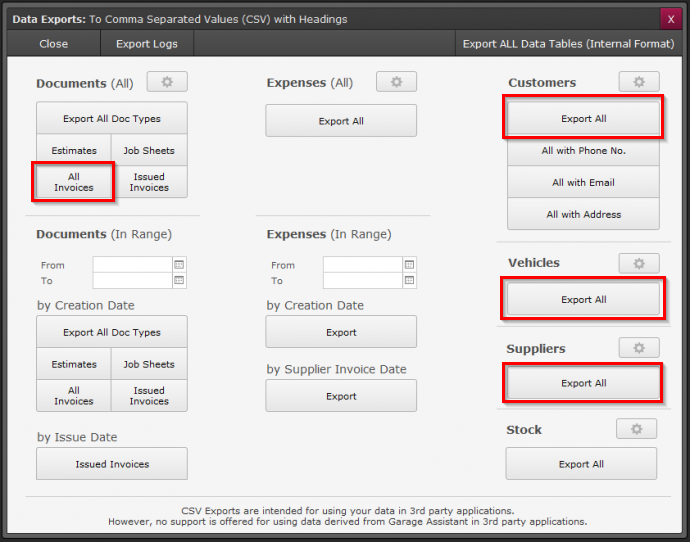 Data Exports: To Comma Separated Values (CSV) with Headings
X
Close
Export Logs
Export ALL Data Tables (Internal Format)
Documents (All)
Export All Doc Types
Estimates
Job Sheets
All
Invoices
Issued
Invoices
Documents (In Range)
From
To
by Creation Date
Export All Doc Types
Estimates
Job Sheets
All
Invoices
Issued
Invoices
by Issue Date
Issued Invoices
Expenses (All)
Export All
Expenses (In Range)
From
To
by Creation Date
Export
by Supplier Invoice Date
Export
Customers
Export All
All with Phone No.
All with Email
All with Address
Vehicles
Export All
Suppliers
Export All
Stock
Export All
CSV Exports are intended for using your data in 3rd party applications.
However, no support is offered for using data derived from Garage Assistant in 3rd party applications.